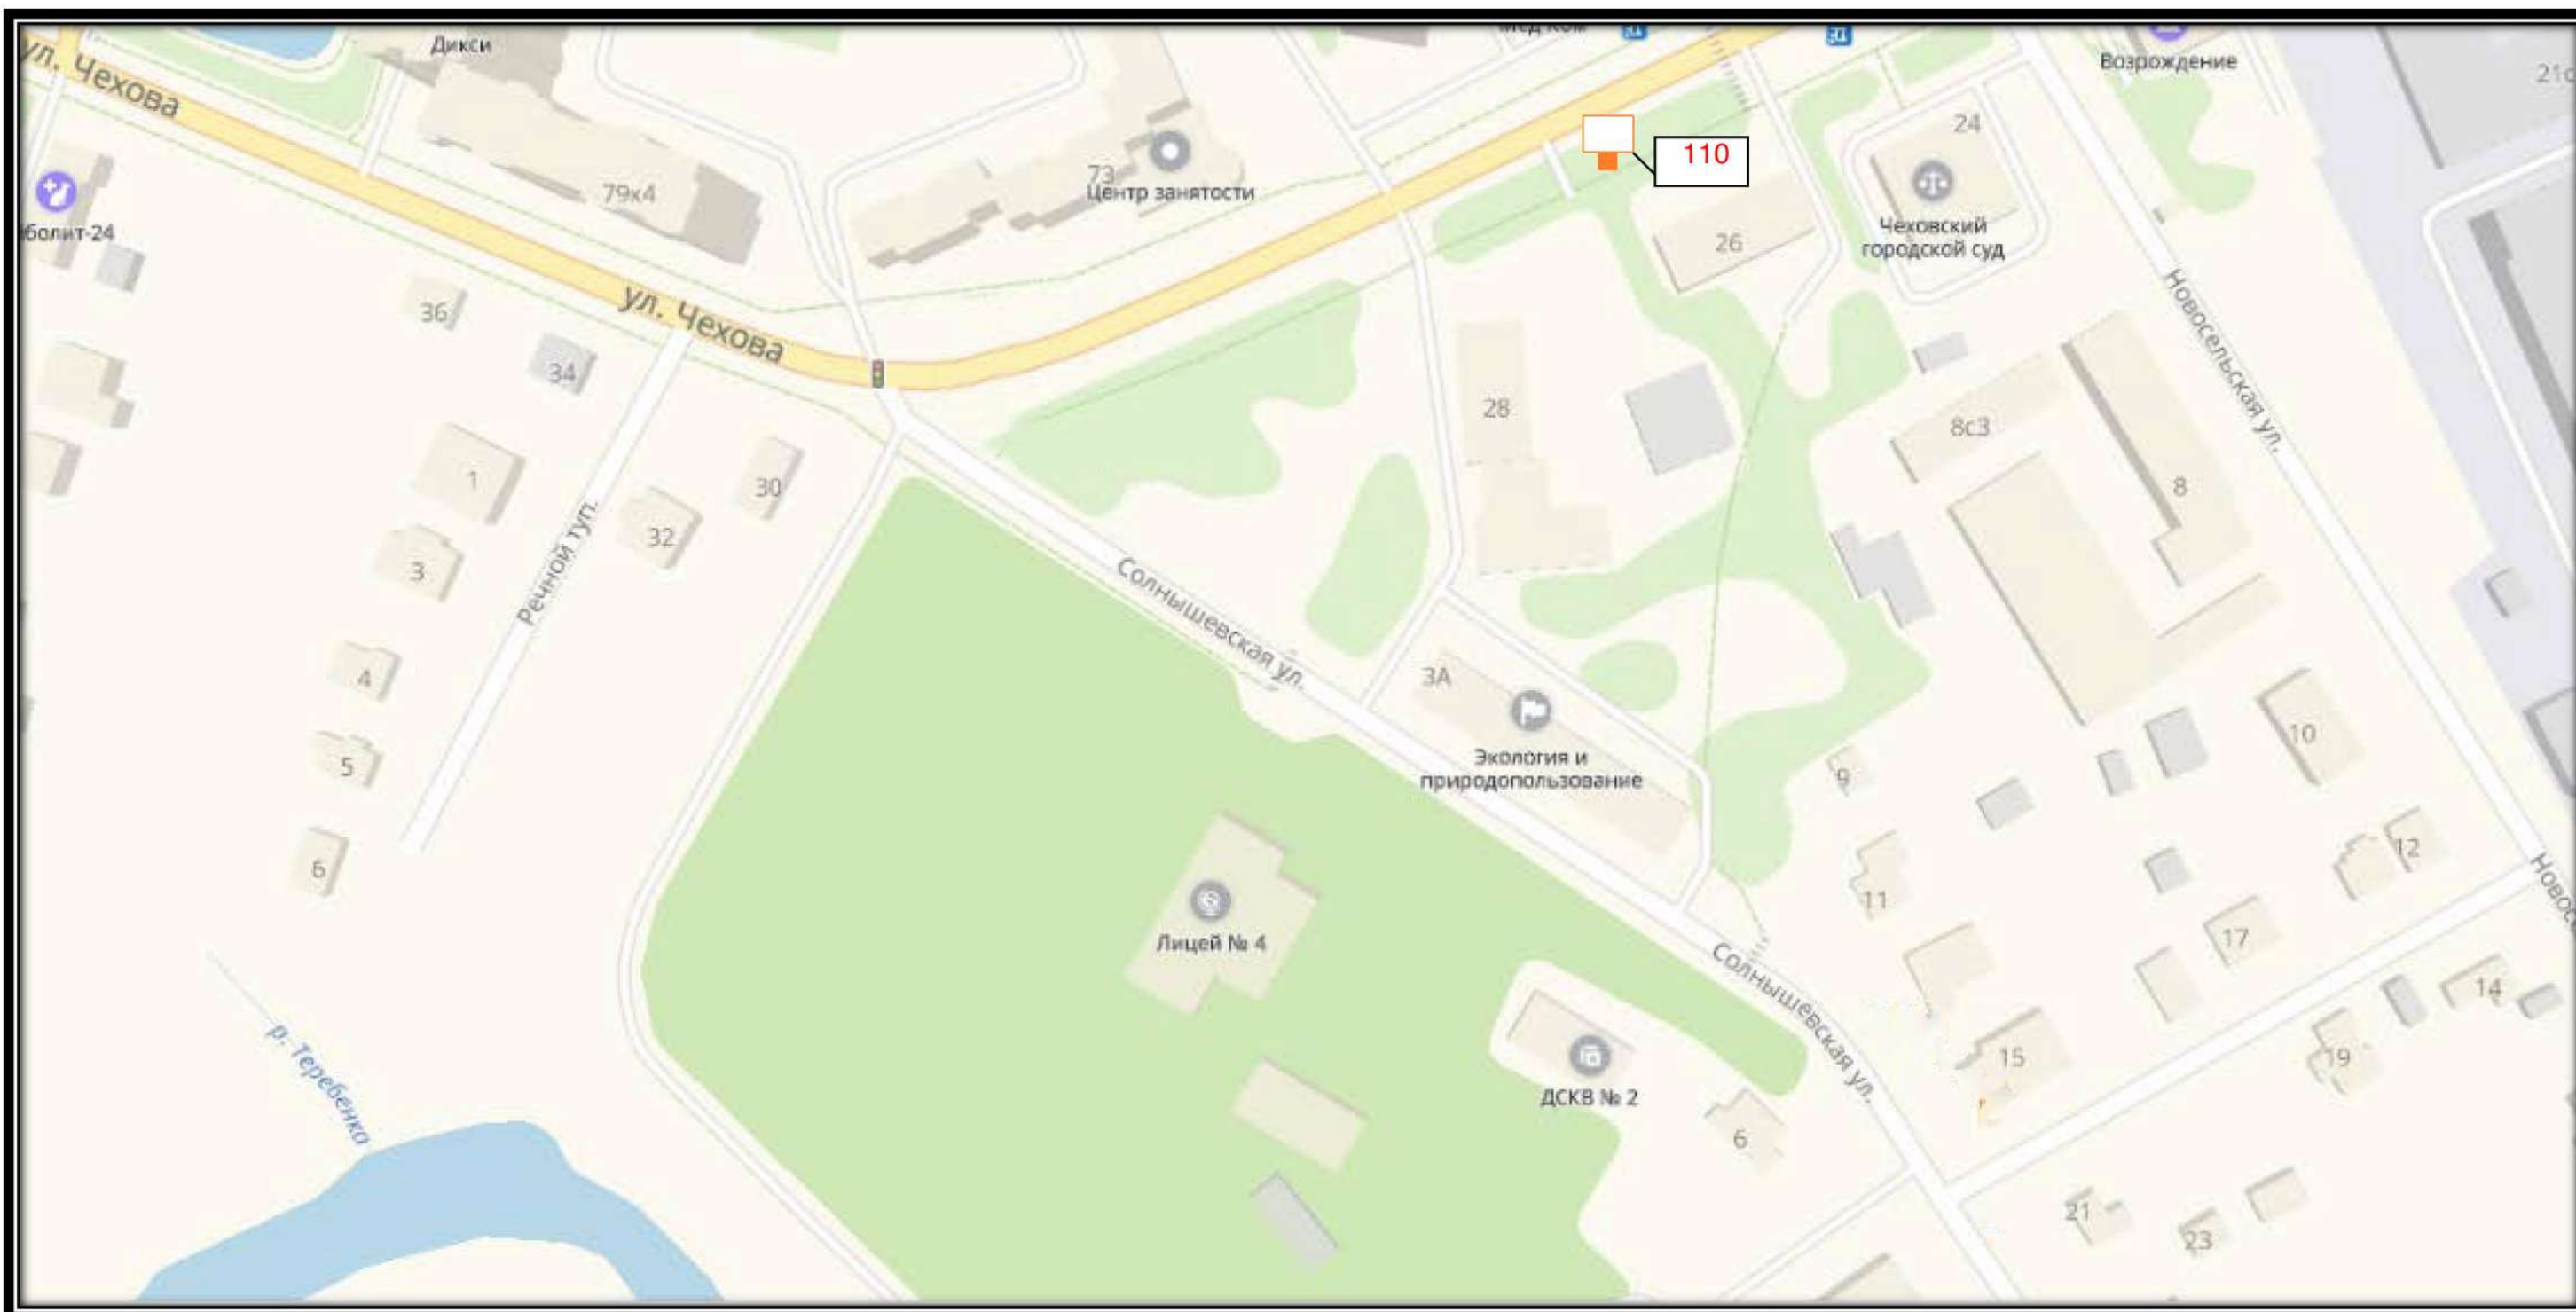 Дикси
Возрождение
21с
ул. Чехова
24
110
73
Центр занятости
79к4
болит-24
Чеховский
городской суд
26
36
ул. Чехова
34
Новосельская ул.
28
8с3
1
30
8
32
3
Речной туп.
Солнышевская ул.
4
3А
5
10
Экология и
природопользование
9
6
12
11
Лицей № 4
17
Солнышевская ул.
14
р. Теребенка
15
19
ДСКВ № 2
6
21
23